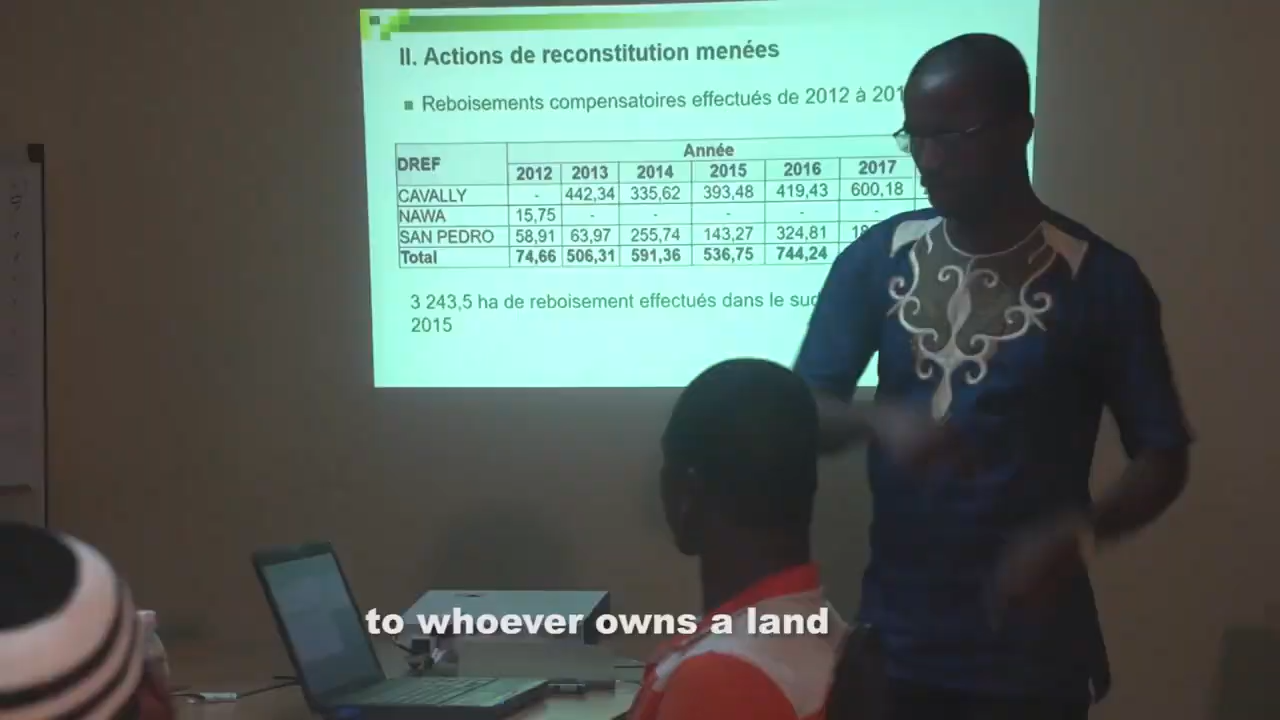 II. Actions de reconstitution menées
Reboisements compensatoires effectués de 2012 à
DREF Année
2012 2013 2014 2015 2016 2017
CAVALLY - 442,34 335,62 393,48 419,43 600,18
NAWA 15,75 - - - - -
SAN PEDRO 58,91 63,97 255,74 143,27 324,81
Total 74,66 506,31 591,36 536,75 744,24
3 243,5 ha de reboisement effectués dans le
2015
to whoever owns a land